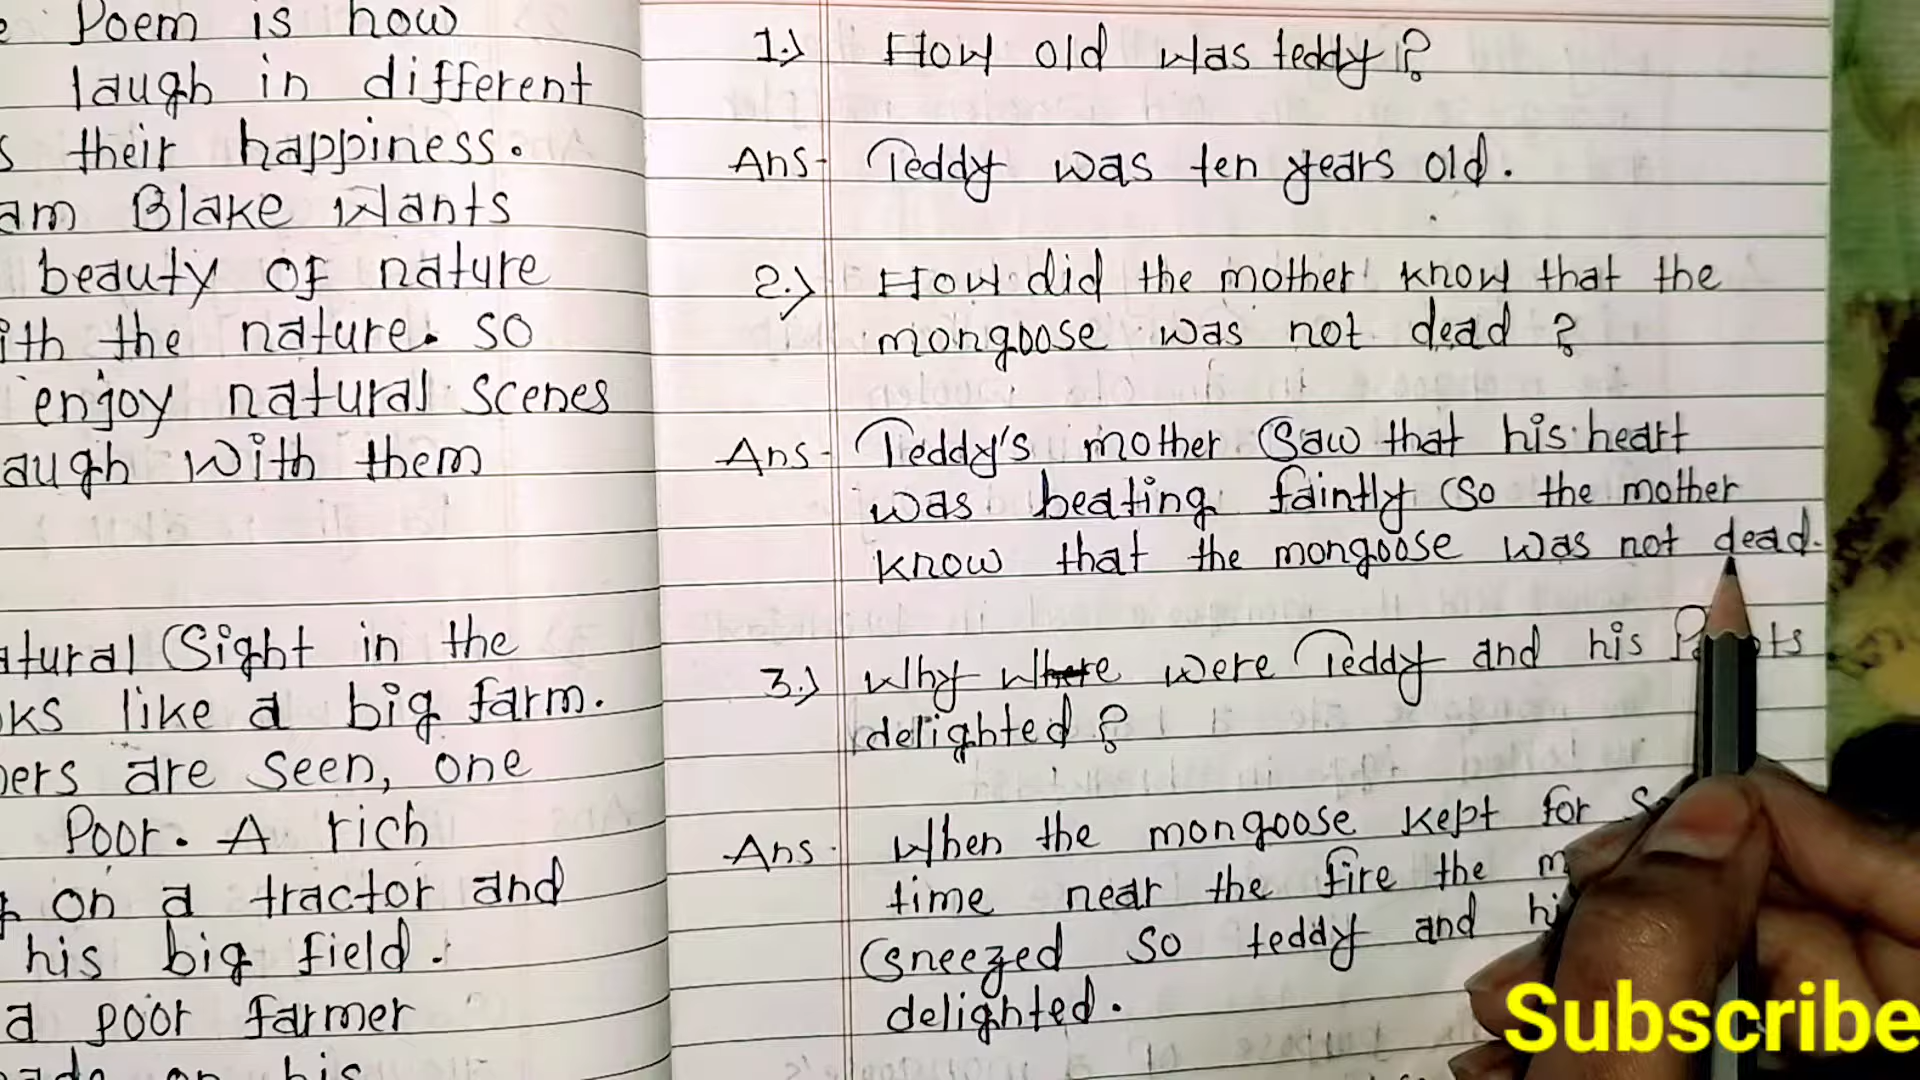 Poem is how
laugh in different
their happiness.
am Blake wants
beauty of nature
ith the nature. so
enjoy natural scenes
augh with them
atural Sight in the
ks like a big farm.
bers are seen, one
Poor. A rich
on a tractor and
his big field.
a poor farmer
on his
1.) How old was teddy?
Ans- Teddy was ten years old.
2.) How did the mother know that the
mongoose was not dead ?
Ans- Teddy's mother Saw that his heart
was beating faintly So the mother
know that the mongoose was not dead.
3.) Why were Teddy and his
delighted ?
Ans- When the mongoose kept for
time near the fire the
sneezed so teddy and
delighted.
Subscribe